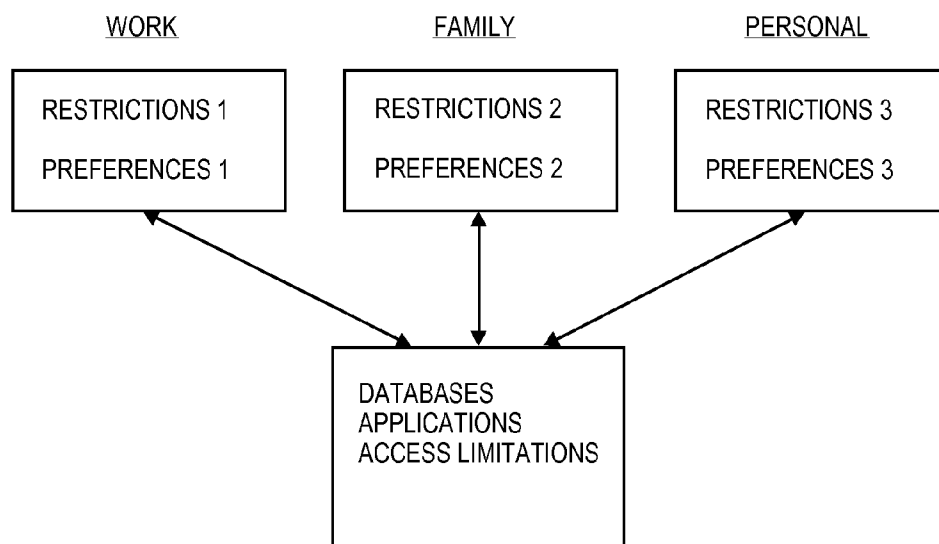 WORK
FAMILY
PERSONAL
RESTRICTIONS 1
PREFERENCES 1
RESTRICTIONS 2
PREFERENCES 2
RESTRICTIONS 3
PREFERENCES 3
DATABASES
APPLICATIONS
ACCESS LIMITATIONS